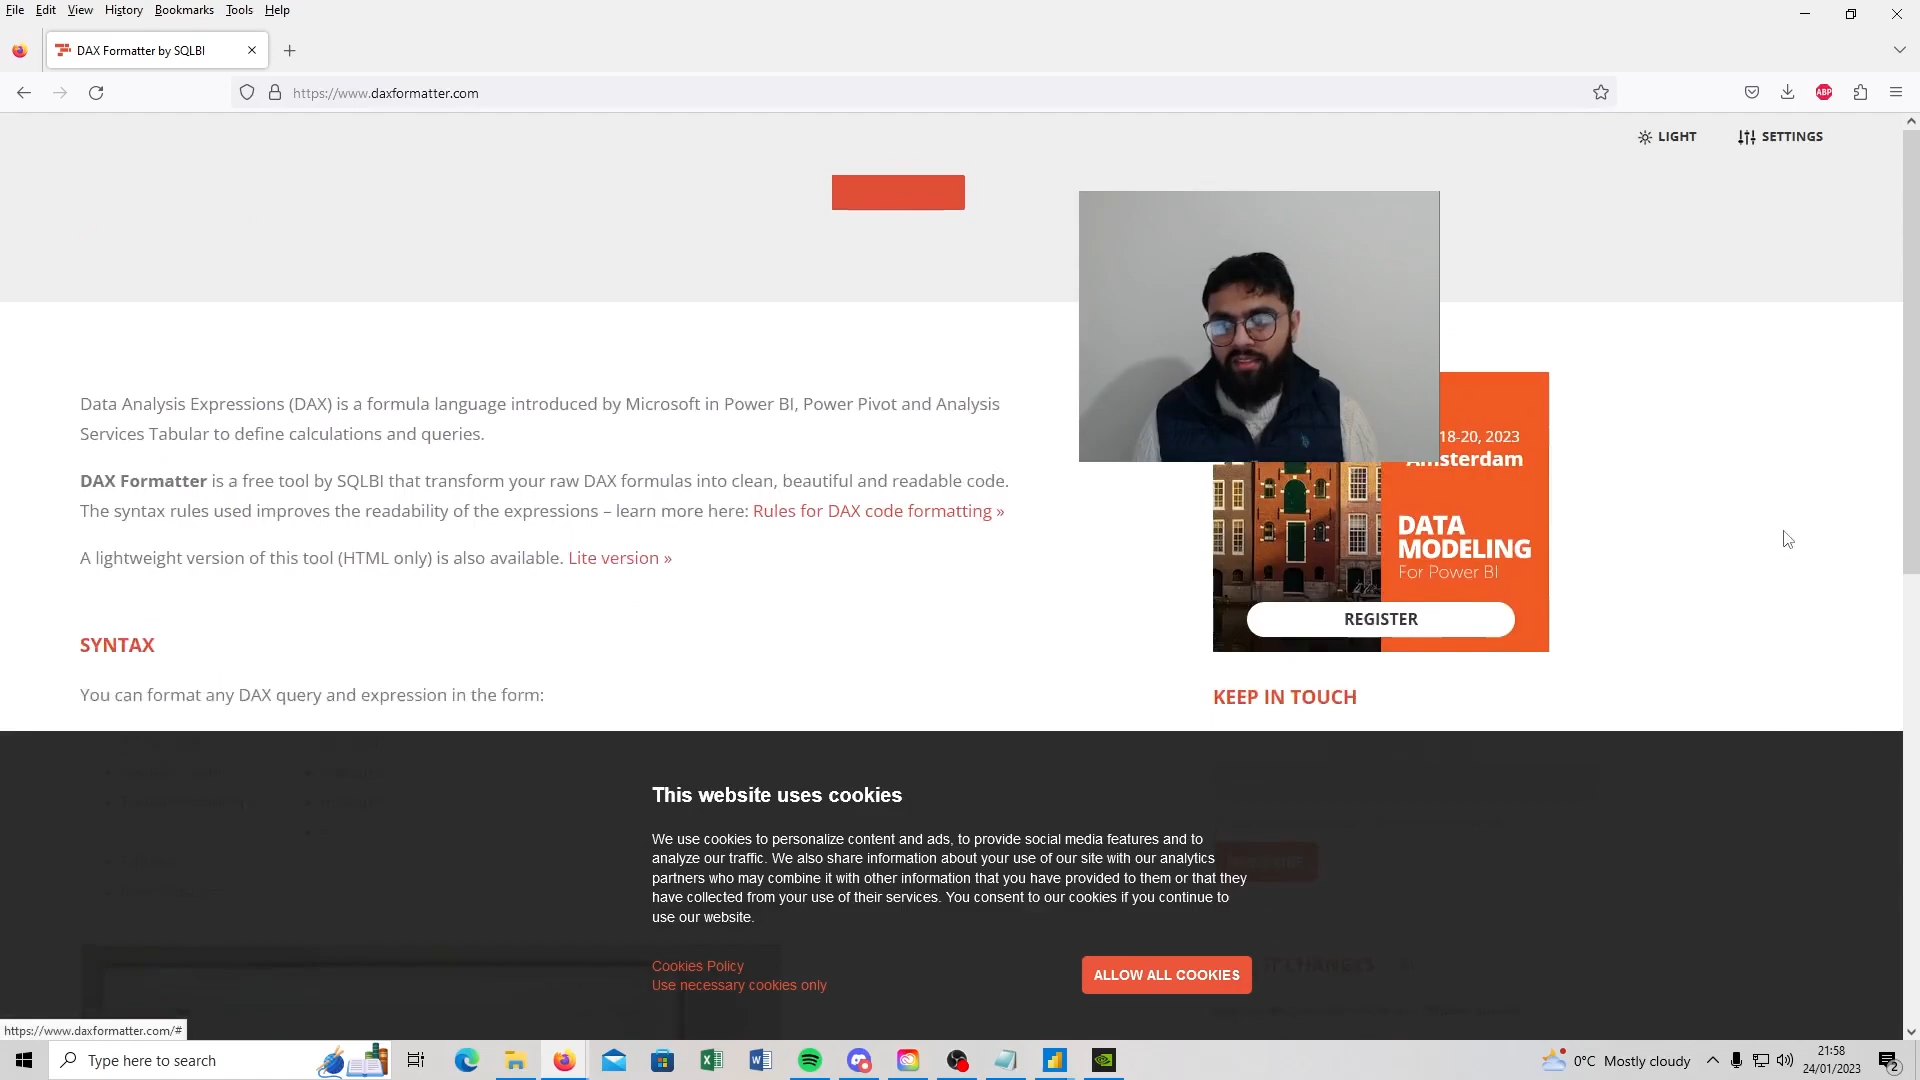 File Edit View History Bookmarks Tools Help
DAX Formatter by SQLBI
https://www.daxformatter.com
ABP
LIGHT SETTINGS
Data Analysis Expressions (DAX) is a formula language introduced by Microsoft in Power BI, Power Pivot and Analysis
Services Tabular to define calculations and queries.
DAX Formatter is a free tool by SQLBI that transform your raw DAX formulas into clean, beautiful and readable code.
The syntax rules used improves the readability of the expressions – learn more here: Rules for DAX code formatting »
A lightweight version of this tool (HTML only) is also available. Lite version »
SYNTAX
You can format any DAX query and expression in the form:
18-20, 2023
Amsterdam
DATA
MODELING
For Power BI
REGISTER
KEEP IN TOUCH
This website uses cookies
We use cookies to personalize content and ads, to provide social media features and to
analyze our traffic. We also share information about your use of our site with our analytics
partners who may combine it with other information that you have provided to them or that they
have collected from your use of their services. You consent to our cookies if you continue to
use our website.
Cookies Policy
Use necessary cookies only
ALLOW ALL COOKIES
https://www.daxformatter.com/#
Type here to search
0°C Mostly cloudy
21:58
24/01/2023
2